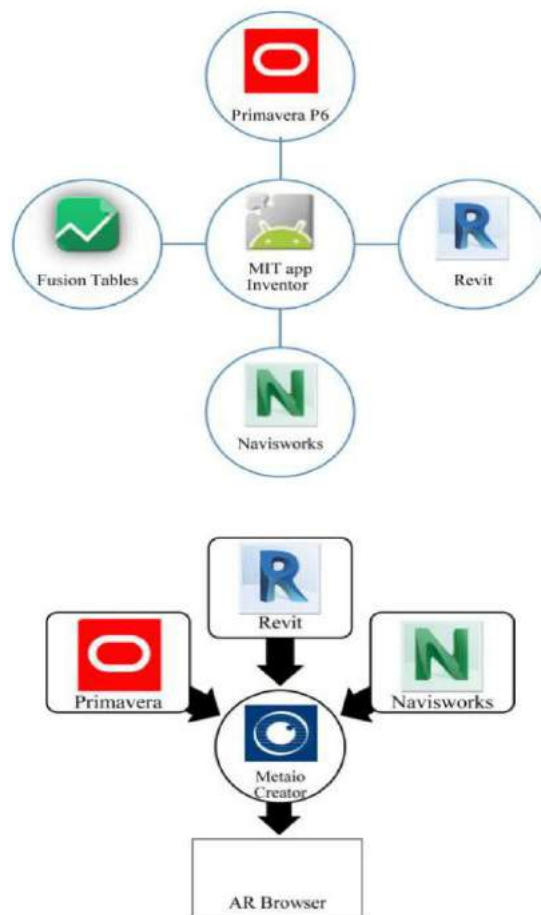 Primavera P6
Fusion Tables
MIT app
Inventor
Revit
Navisworks
Revit
Primavera
Navisworks
Metaio
Creator
AR Browser